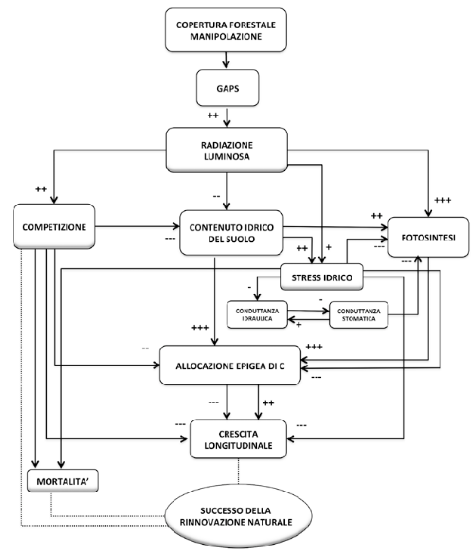 COPERTURA FORESTALE
MANIPOLAZIONE
GAPS
++
RADIAZIONE
LUMINOSA
++
--
+
+++
COMPETIZIONE
---
CONTENUTO IDRICO
DEL SUOLO
++
++
---
FOTOSINTESI
---
STRESS IDRICO
-
CONDUTTANZA
IDRAULICA
-
+
CONDUTTANZA
STOMATICA
+++
+++
--
ALLOCAZIONE EPIGEA DI C
---
---
++
---
CRESCITA
LONGITUDINALE
---
MORTALITA'
SUCCESSO DELLA
RINNOVAZIONE NATURALE